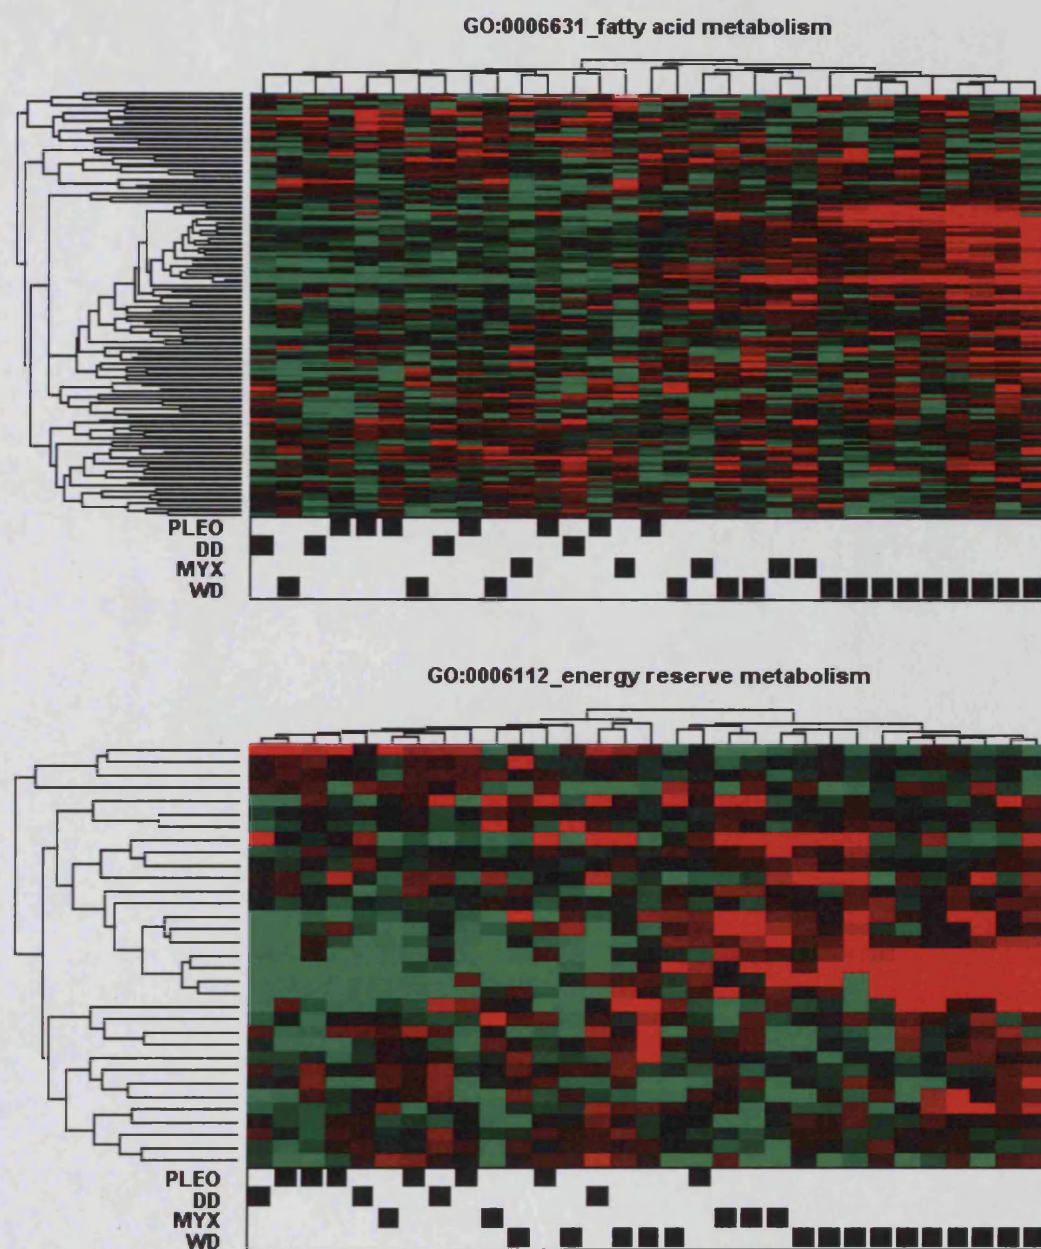 GO:0006631_fatty acid metabolism
PLEO
DD
MYX
WD
GO:0006112_energy reserve metabolism
PLEO
DD
MYX
WD